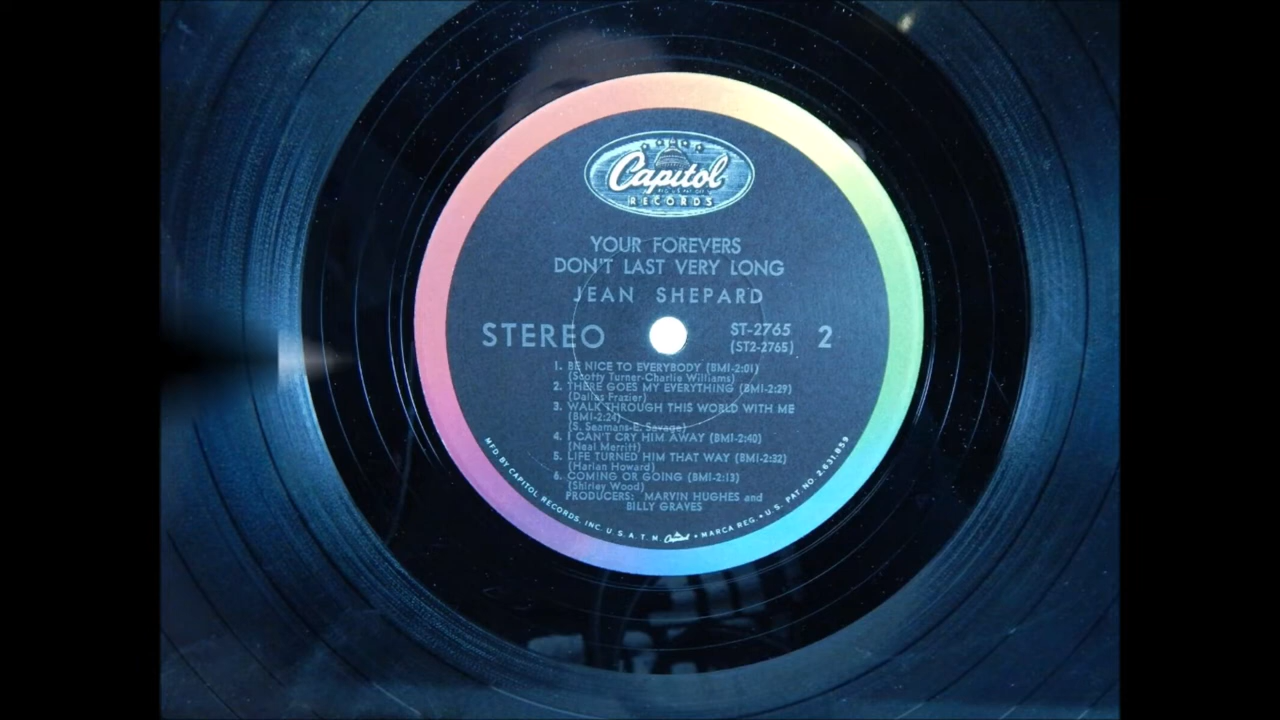 Capitol
RECORDS
YOUR FOREVERS
DON'T LAST VERY LONG
JEAN SHEPARD
STEREO
ST-2765
(ST2-2765)
2
1. BE NICE TO EVERYBODY (BMI-2:01)
(Scotty Turner-Charlie Williams)
2. THERE GOES MY EVERYTHING (BMI-2:29)
(Dallas Frazier)
3. WALK THROUGH THIS WORLD WITH ME
(BMI-2:24)
(S. Seamans-E. Savage)
4. I CAN'T CRY HIM AWAY (BMI-2:40)
(Neal Merritt)
5. LIFE TURNED HIM THAT WAY (BMI-2:32)
(Harlan Howard)
6. COMING OR GOING (BMI-2:13)
(Shirley Wood)
PRODUCERS: MARVIN HUGHES and
BILLY GRAVES
MFD BY CAPITOL RECORDS, INC. U. S. A. T. M. Capitol • MARCA REG. • U. S. PAT. NO. 2,631,859